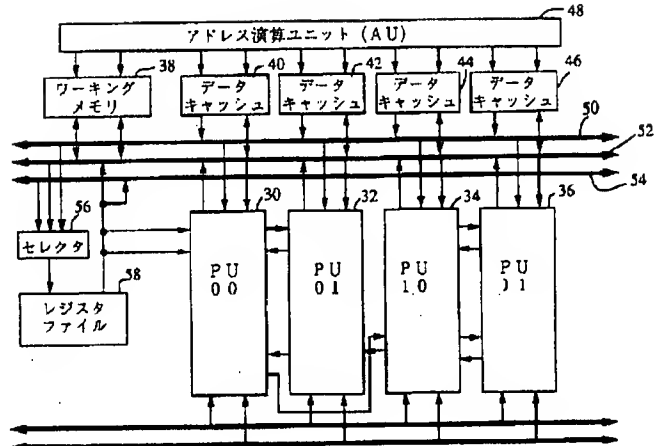 48
アドレス演算ユニット(AU)
38
40
42
44
46
ワーキング
メモリ
データ
キャッシュ
データ
キャッシュ
データ
キャッシュ
データ
キャッシュ
50
52
54
56
30
32
34
36
セレクタ
58
レジスタ
ファイル
PU
00
PU
01
PU
10
PU
11